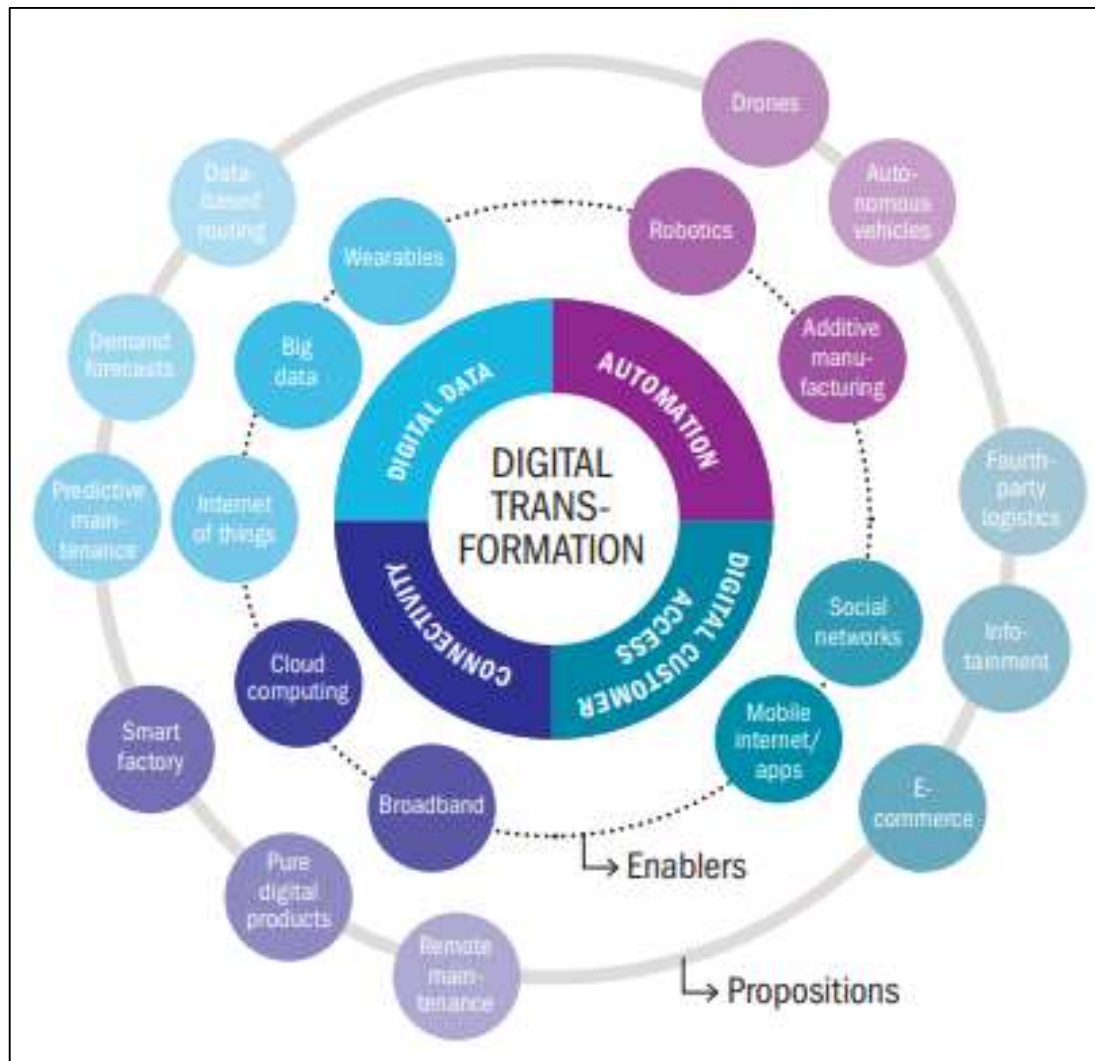 DIGITAL
TRANS-
FORMATION
DIGITAL DATA
AUTOMATION
DIGITAL CUSTOMER
ACCESS
CONNECTIVITY
Wearables
Big
data
Internet
of things
Cloud
computing
Broadband
Mobile
internet/
apps
Social
networks
Additive
manu-
facturing
Robotics
Enablers
Drones
Auto-
nomous
vehicles
Fourth-
party
logistics
Info-
tainment
E-
commerce
Remote
main-
tenance
Pure
digital
products
Smart
factory
Predictive
main-
tenance
Demand
forecasts
Data-
based
routing
Propositions